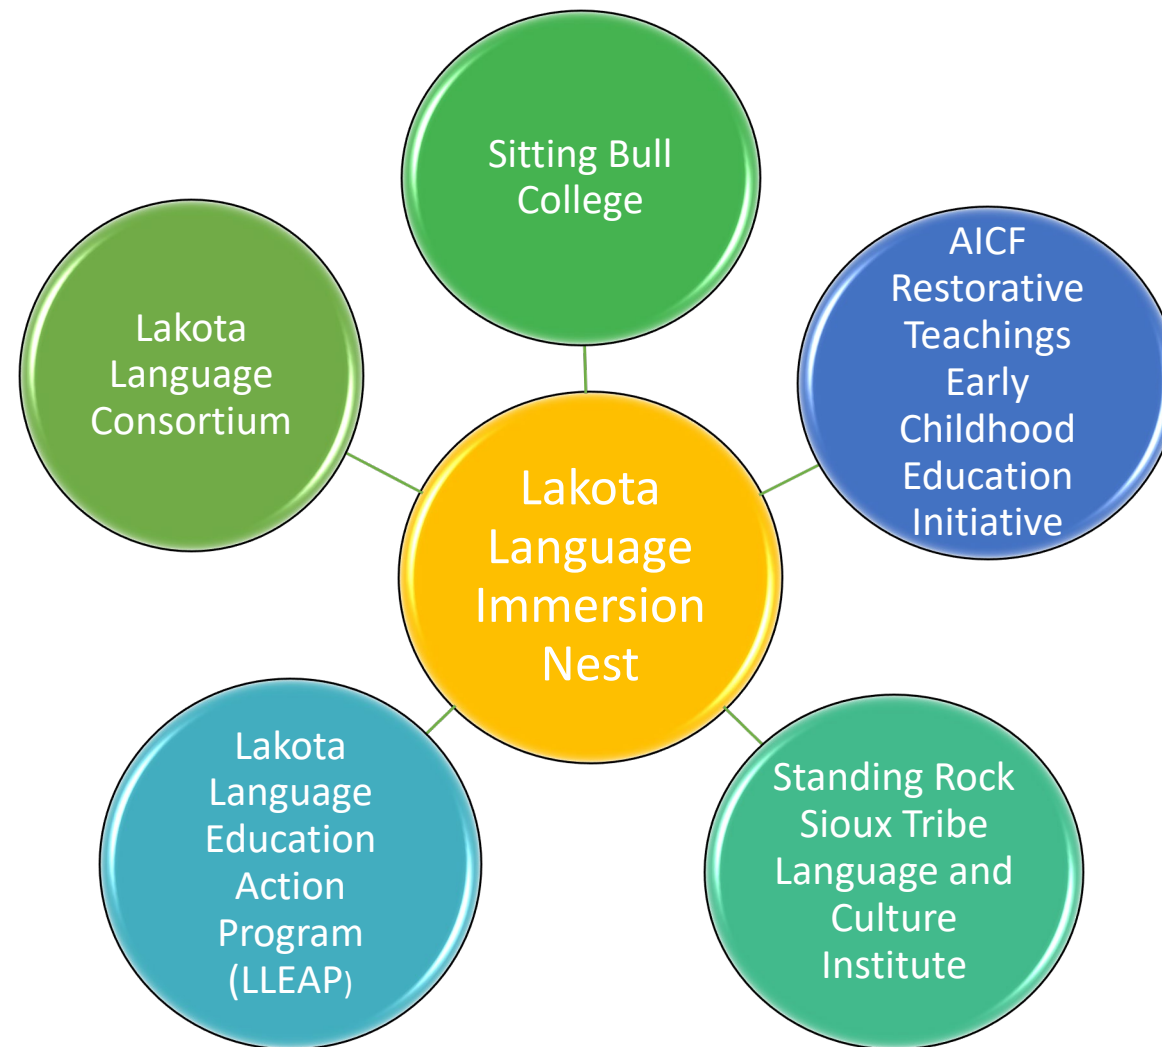 Sitting Bull
College
AICF
Restorative
Teachings
Early
Childhood
Education
Initiative
Lakota
Language
Consortium
Lakota
Language
Immersion
Nest
Lakota
Language
Education
Action
Program
(LLEAP)
Standing Rock
Sioux Tribe
Language and
Culture
Institute